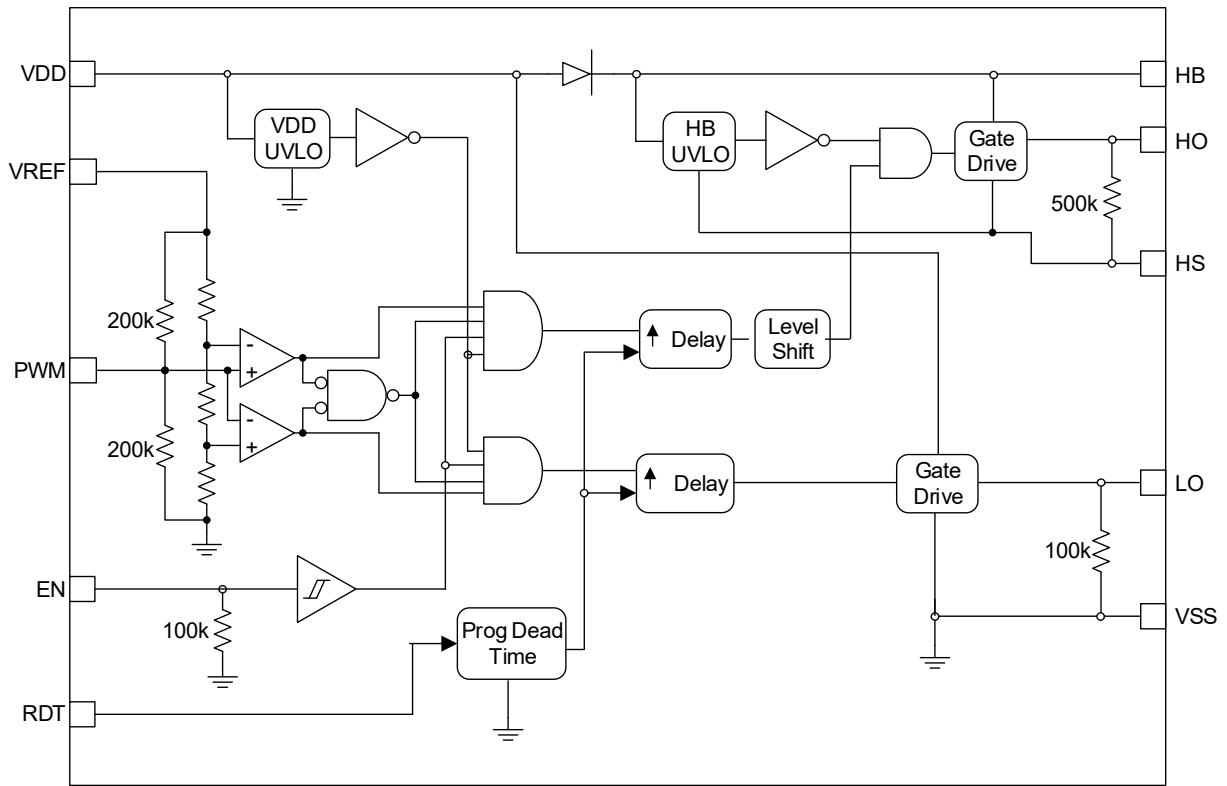 VDD
HB
VDD
UVLO
HB
UVLO
Gate
Drive
HO
VREF
500k
HS
200k
Delay
Level
Shift
PWM
-
+
-
+
200k
Delay
Gate
Drive
LO
100k
EN
100k
Prog Dead
Time
VSS
RDT